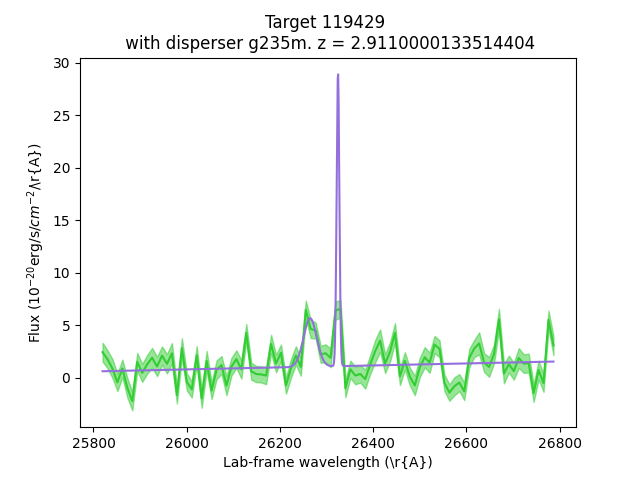 Target 119429
with disperser g235m. z = 2.9110000133514404
30
25
20
15
10
5
0
Flux (10^{-20}erg/s/cm^{-2}/\r{A})
25800 26000 26200 26400 26600 26800
Lab-frame wavelength (\r{A})